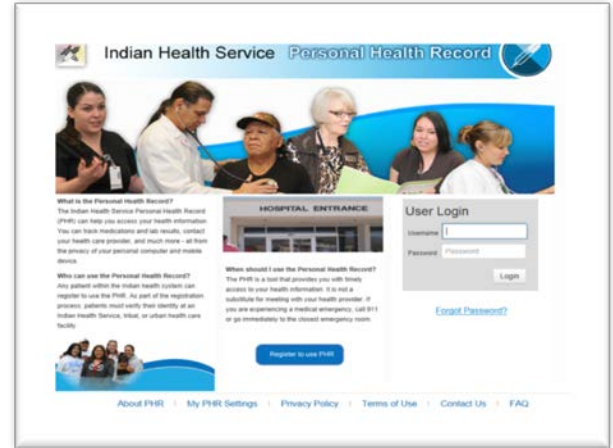 Indian Health Service Personal Health Record
What is the Personal Health Record?
The Indian Health Service Personal Health Record
(PHR) can help you access your health information.
You can track medications and lab results, contact
your health care provider, and much more - all from
the privacy of your personal computer and mobile
device.
Who can use the Personal Health Record?
Any patient within the Indian health system can
register to use the PHR. As part of the registration
process, patients must verify their identity at an
Indian Health Service, tribal, or urban health care
facility.
HOSPITAL ENTRANCE
When should I use the Personal Health Record?
The PHR is a tool that provides you with timely
access to your health information. It is not a
substitute for meeting with your health provider. If
you are experiencing a medical emergency, call 911
or go immediately to the closest emergency room.
Register to use PHR
User Login
Username
Password Password
Login
Forgot Password?
About PHR My PHR Settings Privacy Policy Terms of Use Contact Us FAQ